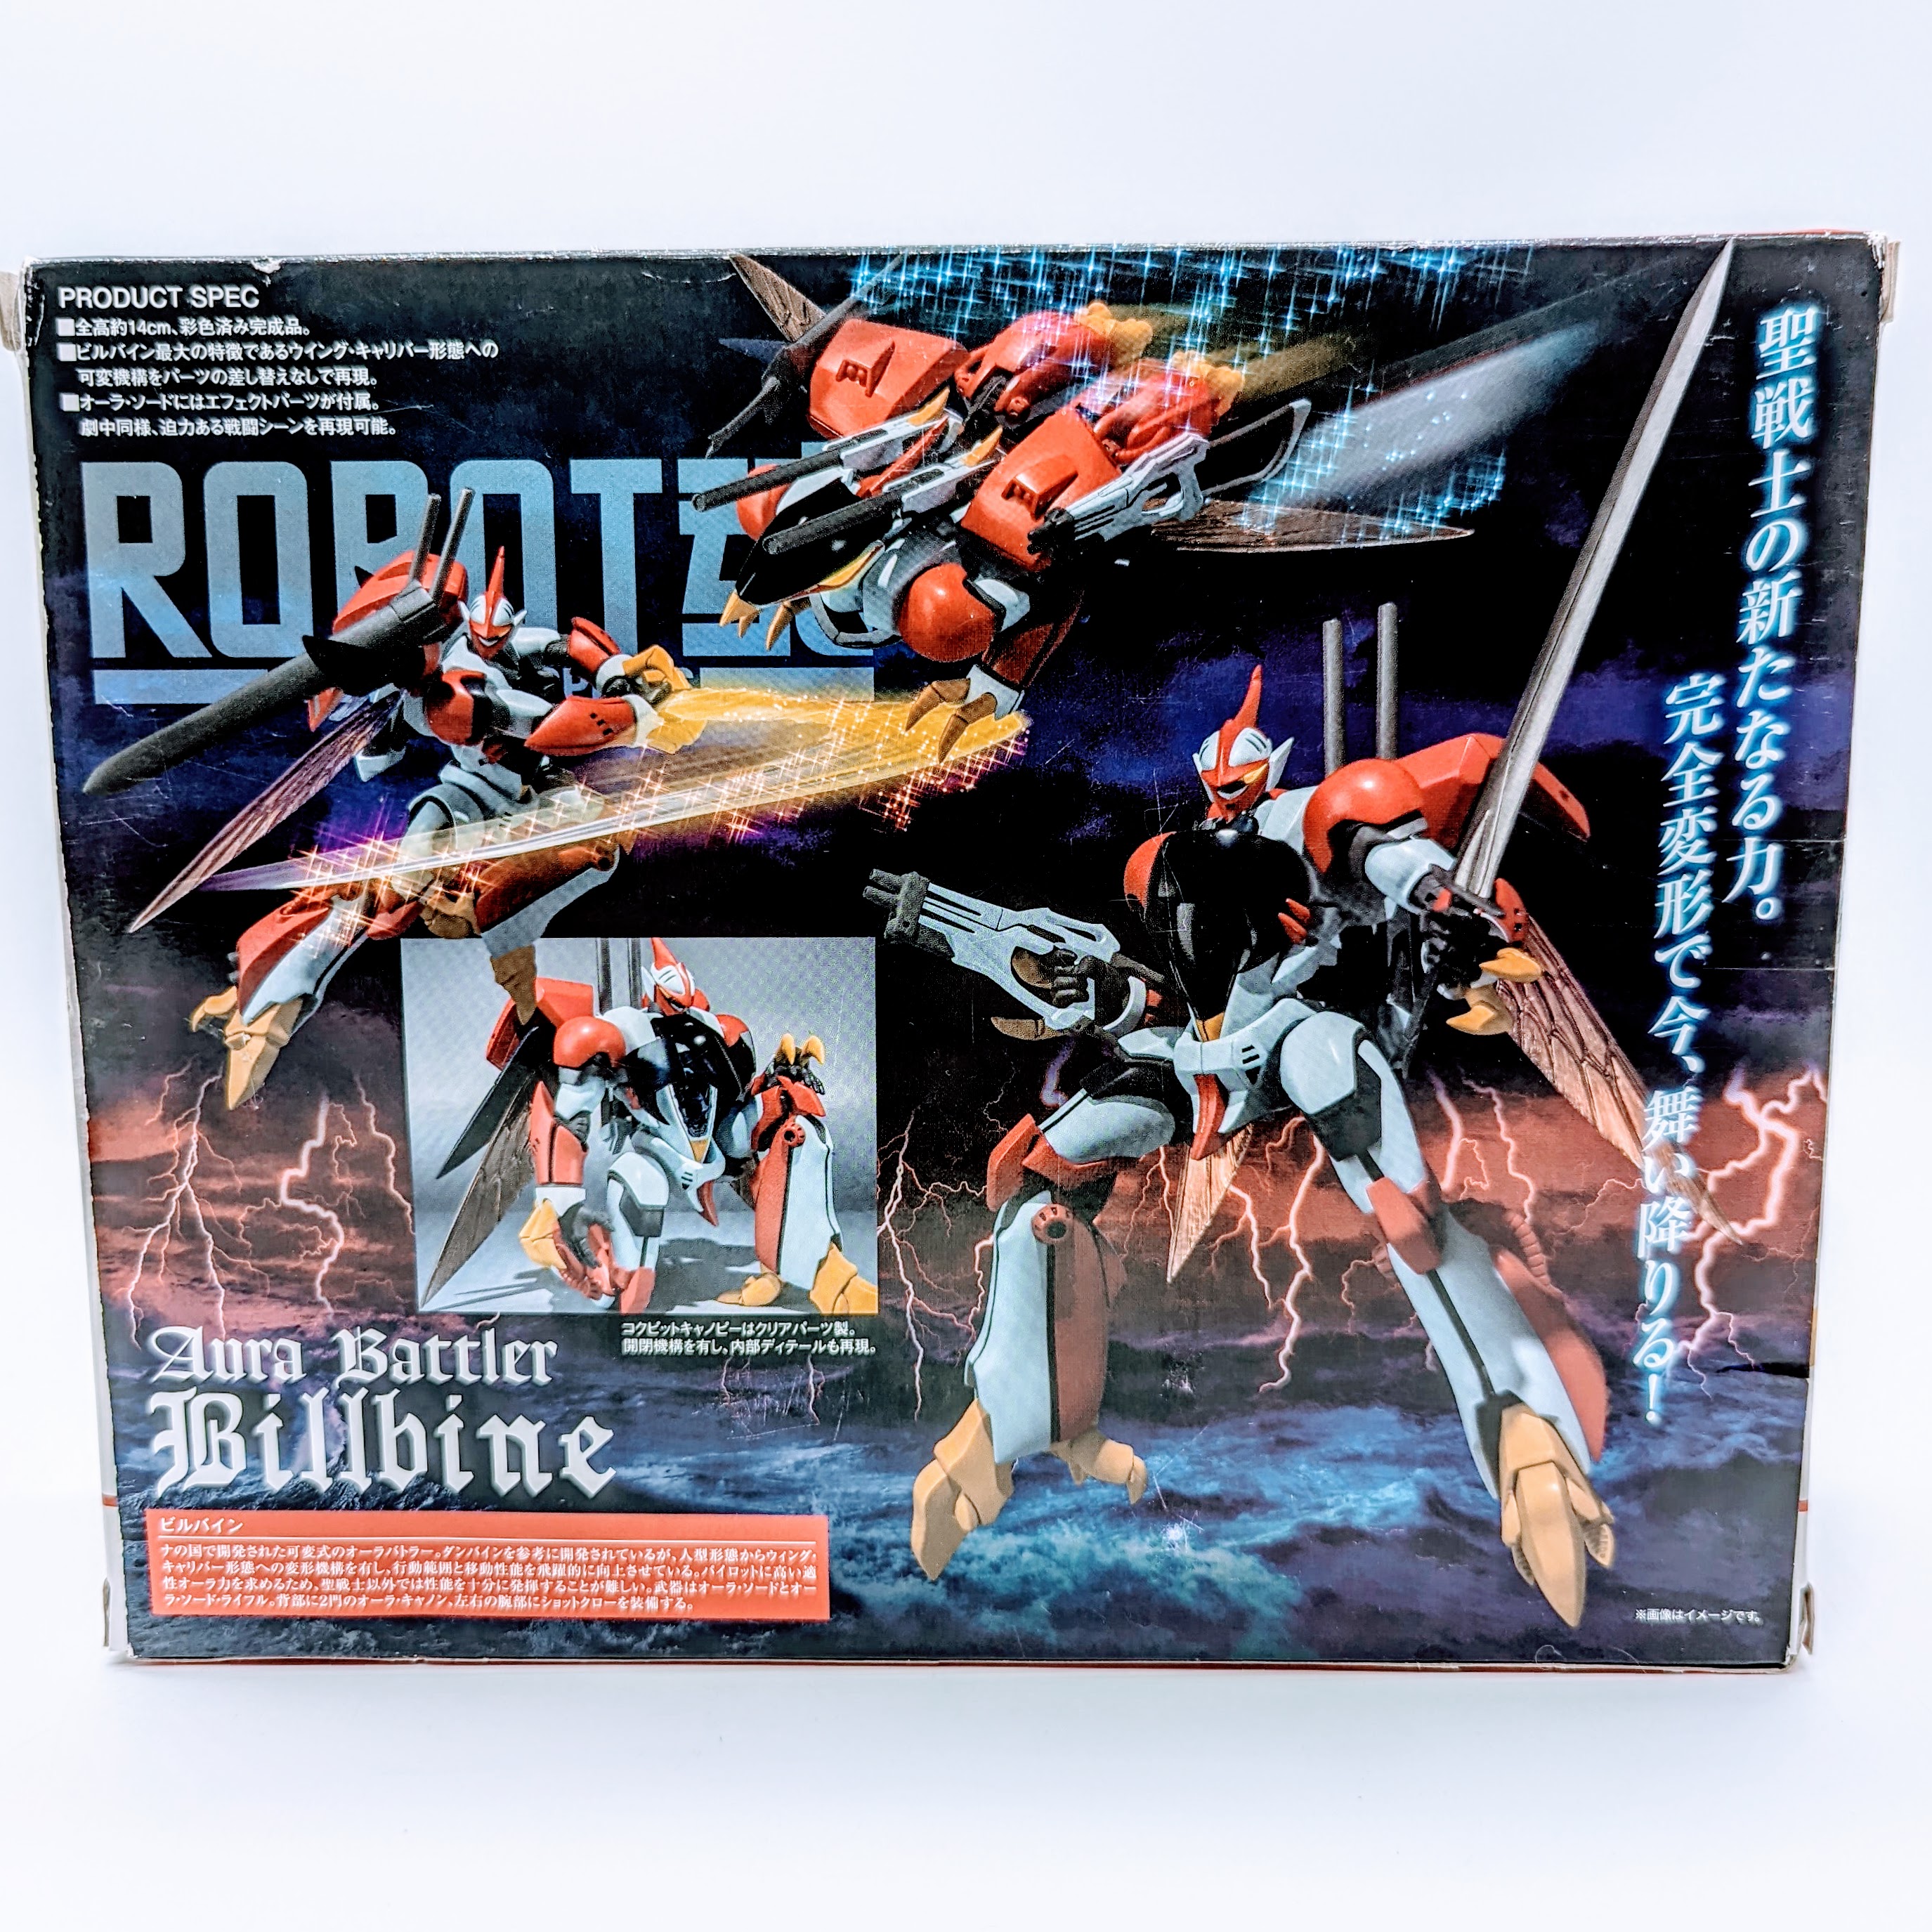 PRODUCT SPEC
■全高約14cm、彩色済み完成品。
■ビルバイン最大の特徴であるウイング・キャリバー形態への
可変機構をパーツの差し替えなしで再現。
■オーラ・ソードにはエフェクトパーツが付属。
劇中同様、迫力ある戦闘シーンを再現可能。
ROBOT魂
聖戦士の新たなる力。
完全変形で今、舞い降りる！
コクピットキャノピーはクリアパーツ製。
開閉機構を有し、内部ディテールも再現。
Aura Battler
Billbine
ビルバイン
ナの国で開発された可変式のオーラバトラー。ダンバインを参考に開発されているが、人型形態からウィング・
キャリバー形態への変形機構を有し、行動範囲と移動性能を飛躍的に向上させている。パイロットに高い適
性オーラ力を求めるため、聖戦士以外では性能を十分に発揮することが難しい。武器はオーラ・ソードとオー
ラ・ソード・ライフル。背部に2門のオーラ・キャノン、左右の腕部にショットクローを装備する。
※画像はイメージです。